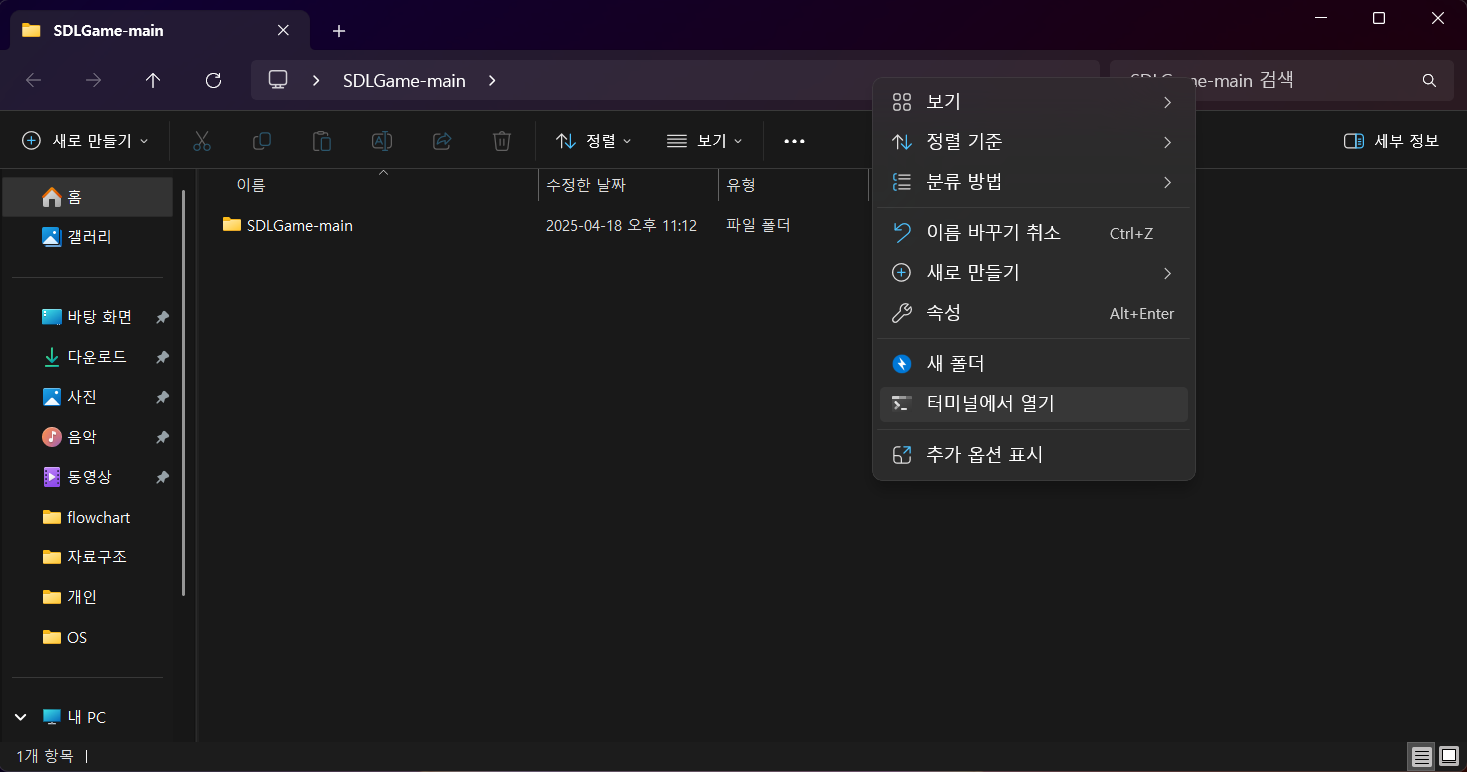 SDLGame-main
SDLGame-main
SDLGame-main 검색
새로 만들기
정렬
보기
세부 정보
홈
갤러리
바탕 화면
다운로드
사진
음악
동영상
flowchart
자료구조
개인
OS
내 PC
이름
수정한 날짜
유형
SDLGame-main
2025-04-18 오후 11:12
파일 폴더
보기
정렬 기준
분류 방법
이름 바꾸기 취소 Ctrl+Z
새로 만들기
속성 Alt+Enter
새 폴더
터미널에서 열기
추가 옵션 표시
1개 항목